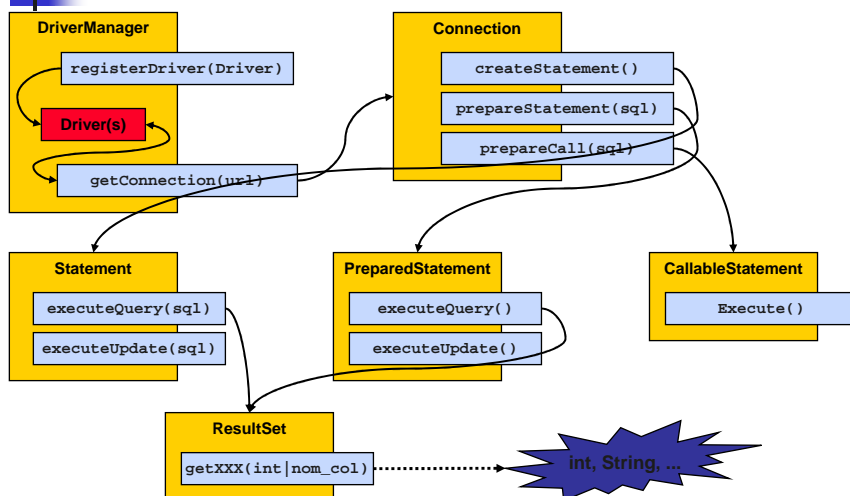 DriverManager
registerDriver(Driver)
Driver(s)
getConnection(url)
Connection
createStatement()
prepareStatement(sql)
prepareCall(sql)
Statement
executeQuery(sql)
executeUpdate(sql)
PreparedStatement
executeQuery()
executeUpdate()
CallableStatement
Execute()
ResultSet
getXXX(int|nom_col)
int, String, ...